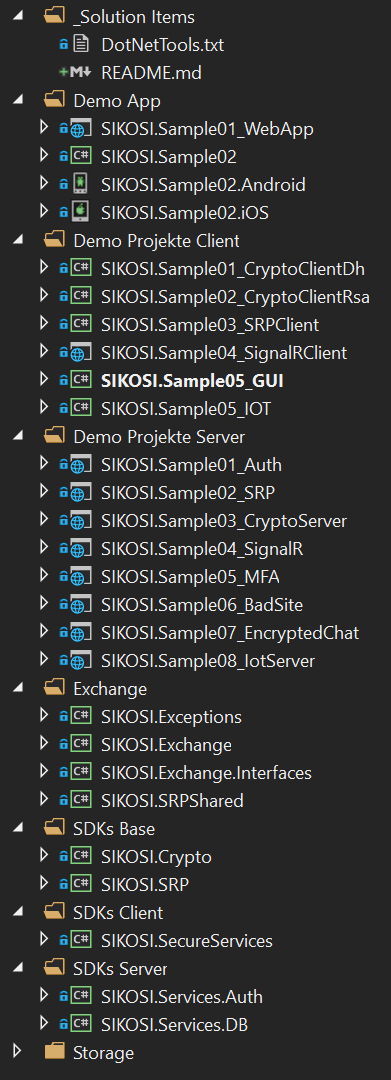 _Solution Items
DotNetTools.txt
README.md
Demo App
SIKOSI.Sample01_WebApp
C# SIKOSI.Sample02
SIKOSI.Sample02.Android
SIKOSI.Sample02.iOS
Demo Projekte Client
C# SIKOSI.Sample01_CryptoClientDh
C# SIKOSI.Sample02_CryptoClientRsa
C# SIKOSI.Sample03_SRPClient
SIKOSI.Sample04_SignalRClient
C# SIKOSI.Sample05_GUI
C# SIKOSI.Sample05_IOT
Demo Projekte Server
SIKOSI.Sample01_Auth
SIKOSI.Sample02_SRP
SIKOSI.Sample03_CryptoServer
SIKOSI.Sample04_SignalR
SIKOSI.Sample05_MFA
SIKOSI.Sample06_BadSite
SIKOSI.Sample07_EncryptedChat
SIKOSI.Sample08_IotServer
Exchange
C# SIKOSI.Exceptions
C# SIKOSI.Exchange
C# SIKOSI.Exchange.Interfaces
C# SIKOSI.SRPShared
SDKs Base
C# SIKOSI.Crypto
C# SIKOSI.SRP
SDKs Client
C# SIKOSI.SecureServices
SDKs Server
C# SIKOSI.Services.Auth
C# SIKOSI.Services.DB
Storage